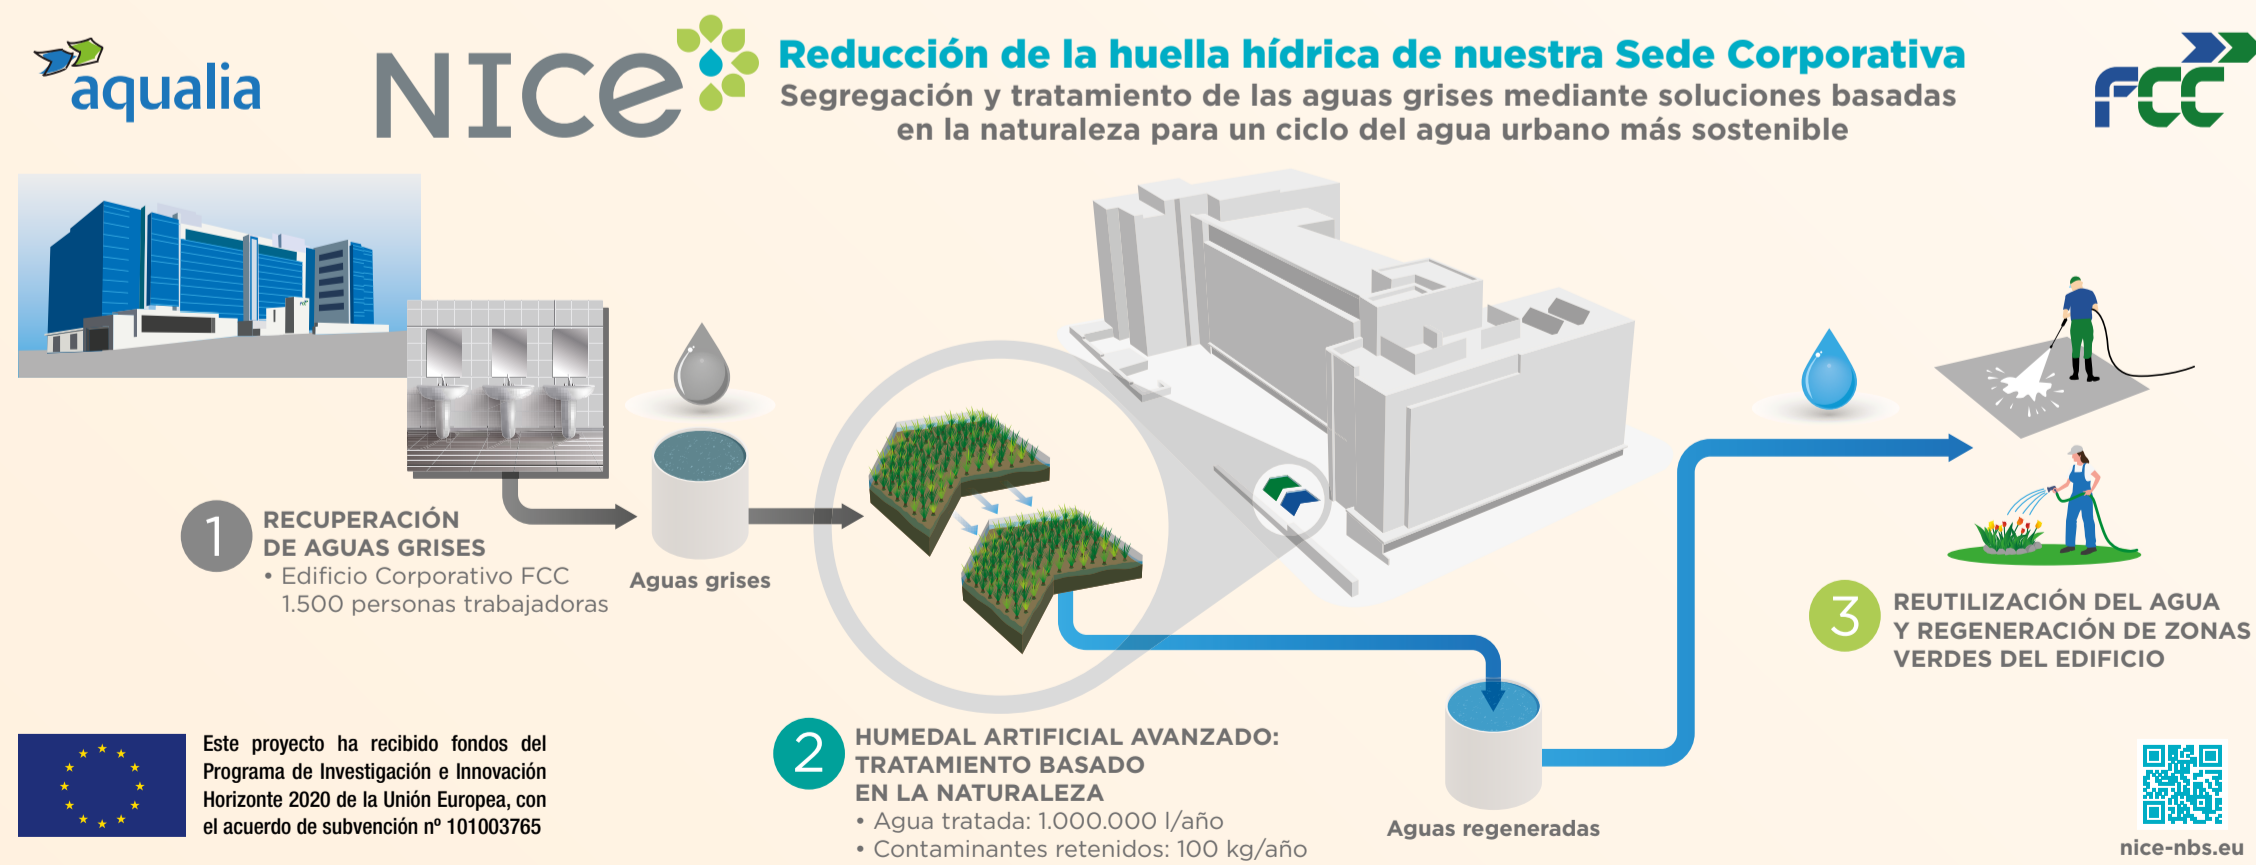 aqualia
NICe
Reducción de la huella hídrica de nuestra Sede Corporativa
Segregación y tratamiento de las aguas grises mediante soluciones basadas
en la naturaleza para un ciclo del agua urbano más sostenible
FCC
1
RECUPERACIÓN
DE AGUAS GRISES
• Edificio Corporativo FCC
1.500 personas trabajadoras
Aguas grises
2
HUMEDAL ARTIFICIAL AVANZADO:
TRATAMIENTO BASADO
EN LA NATURALEZA
• Agua tratada: 1.000.000 l/año
• Contaminantes retenidos: 100 kg/año
Aguas regeneradas
3
REUTILIZACIÓN DEL AGUA
Y REGENERACIÓN DE ZONAS
VERDES DEL EDIFICIO
Este proyecto ha recibido fondos del
Programa de Investigación e Innovación
Horizonte 2020 de la Unión Europea, con
el acuerdo de subvención nº 101003765
nice-nbs.eu